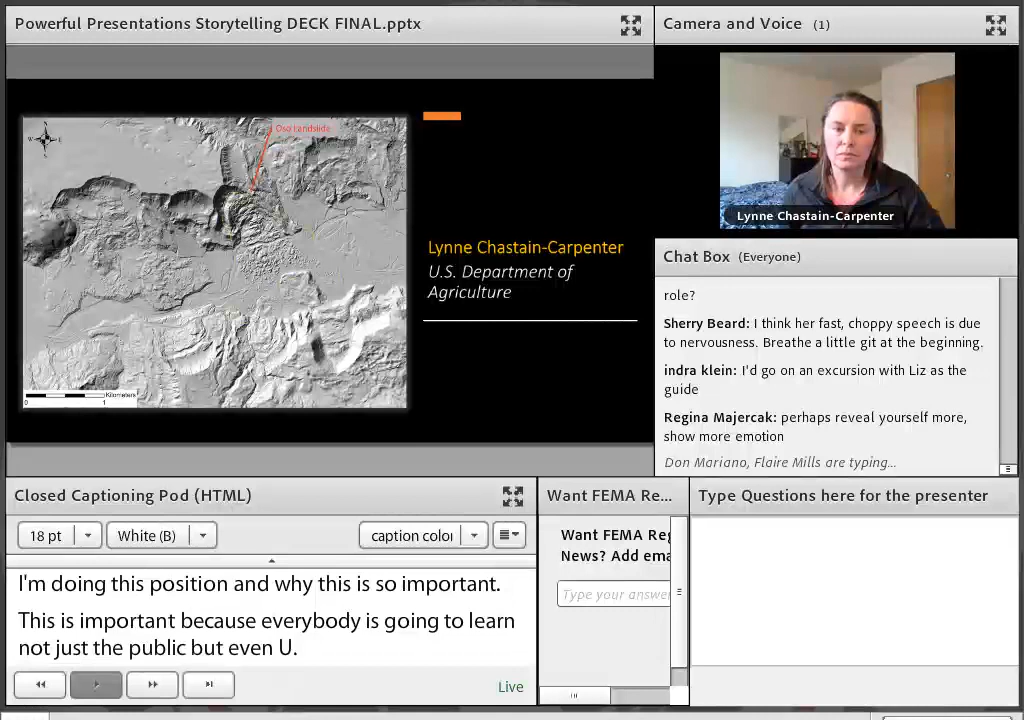 Powerful Presentations Storytelling DECK FINAL.pptx
Oso Landslide
Kilometers
0 1
Lynne Chastain-Carpenter
U.S. Department of
Agriculture
Camera and Voice (1)
Lynne Chastain-Carpenter
Chat Box (Everyone)
role?
Sherry Beard: I think her fast, choppy speech is due
to nervousness. Breathe a little git at the beginning.
indra klein: I'd go on an excursion with Liz as the
guide
Regina Majercak: perhaps reveal yourself more,
show more emotion
Don Mariano, Flaire Mills are typing...
Closed Captioning Pod (HTML)
18 pt
White (B)
caption color
I'm doing this position and why this is so important.
This is important because everybody is going to learn
not just the public but even U.
Live
Want FEMA Re...
Want FEMA Reg
News? Add ema
Type your answer
Type Questions here for the presenter